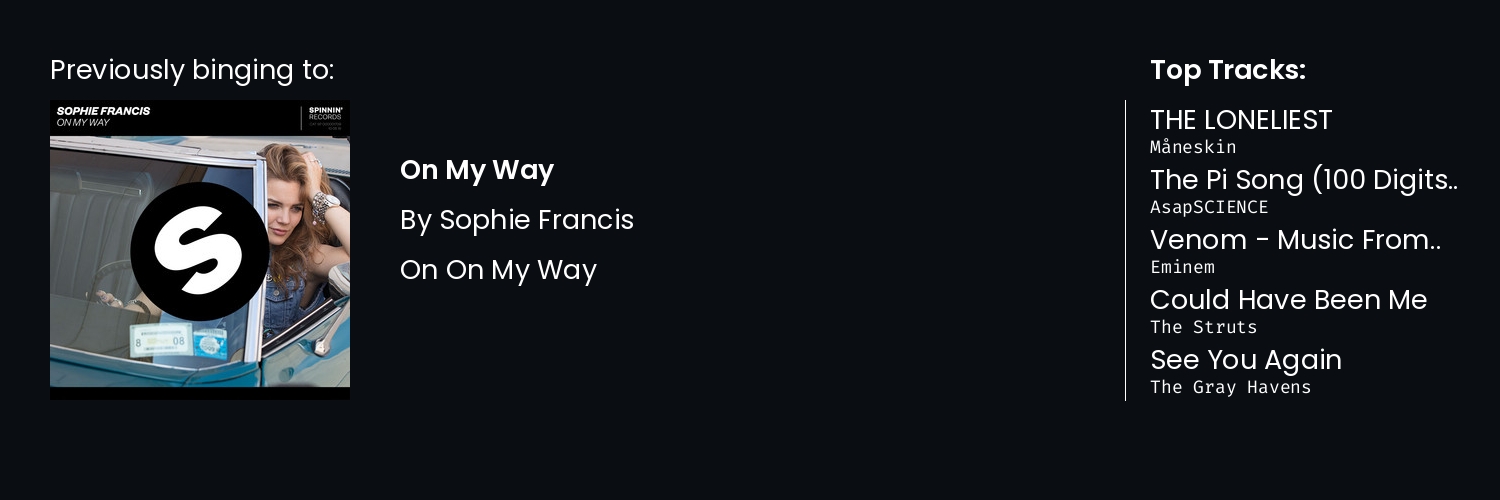 Previously binging to:
SOPHIE FRANCIS
ON MY WAY
SPINNIN'
RECORDS
S
8 08
On My Way
By Sophie Francis
On On My Way
Top Tracks:
THE LONELIEST
Måneskin
The Pi Song (100 Digits..
AsapSCIENCE
Venom - Music From..
Eminem
Could Have Been Me
The Struts
See You Again
The Gray Havens